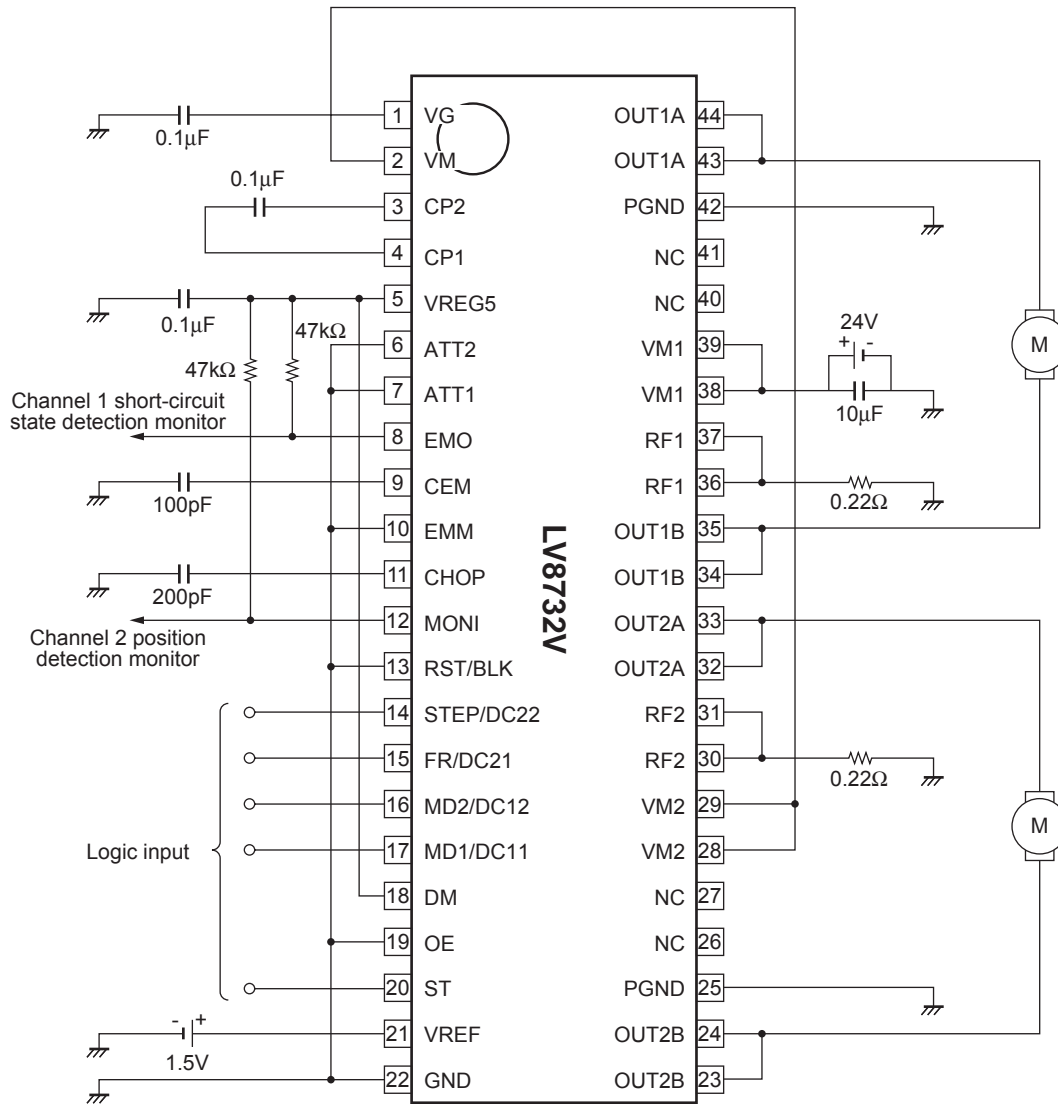 0.1µF
0.1µF
0.1µF
47kΩ
47kΩ
Channel 1 short-circuit
state detection monitor
100pF
200pF
Channel 2 position
detection monitor
Logic input
- +
1.5V
1 VG
2 VM
3 CP2
4 CP1
5 VREG5
6 ATT2
7 ATT1
8 EMO
9 CEM
10 EMM
11 CHOP
12 MONI
13 RST/BLK
14 STEP/DC22
15 FR/DC21
16 MD2/DC12
17 MD1/DC11
18 DM
19 OE
20 ST
21 VREF
22 GND
LV8732V
OUT1A 44
OUT1A 43
PGND 42
NC 41
NC 40
VM1 39
VM1 38
RF1 37
RF1 36
OUT1B 35
OUT1B 34
OUT2A 33
OUT2A 32
RF2 31
RF2 30
VM2 29
VM2 28
NC 27
NC 26
PGND 25
OUT2B 24
OUT2B 23
24V
+ -
10µF
0.22Ω
0.22Ω
M
M